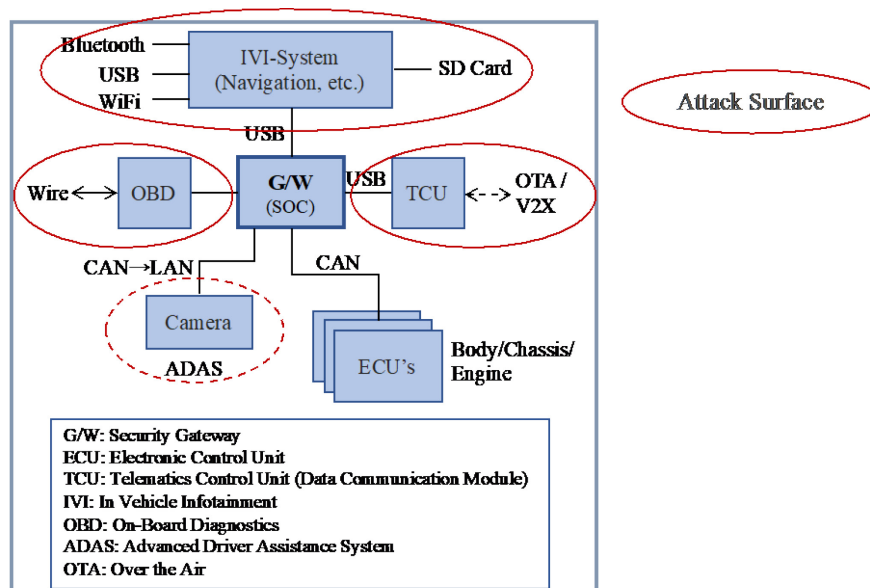 Bluetooth
USB
WiFi
IVI-System
(Navigation, etc.)
SD Card
Attack Surface
USB
Wire
OBD
G/W
(SOC)
USB
TCU
OTA /
V2X
CAN→LAN
CAN
Camera
ADAS
ECU's
Body/Chassis/
Engine
G/W: Security Gateway
ECU: Electronic Control Unit
TCU: Telematics Control Unit (Data Communication Module)
IVI: In Vehicle Infotainment
OBD: On-Board Diagnostics
ADAS: Advanced Driver Assistance System
OTA: Over the Air